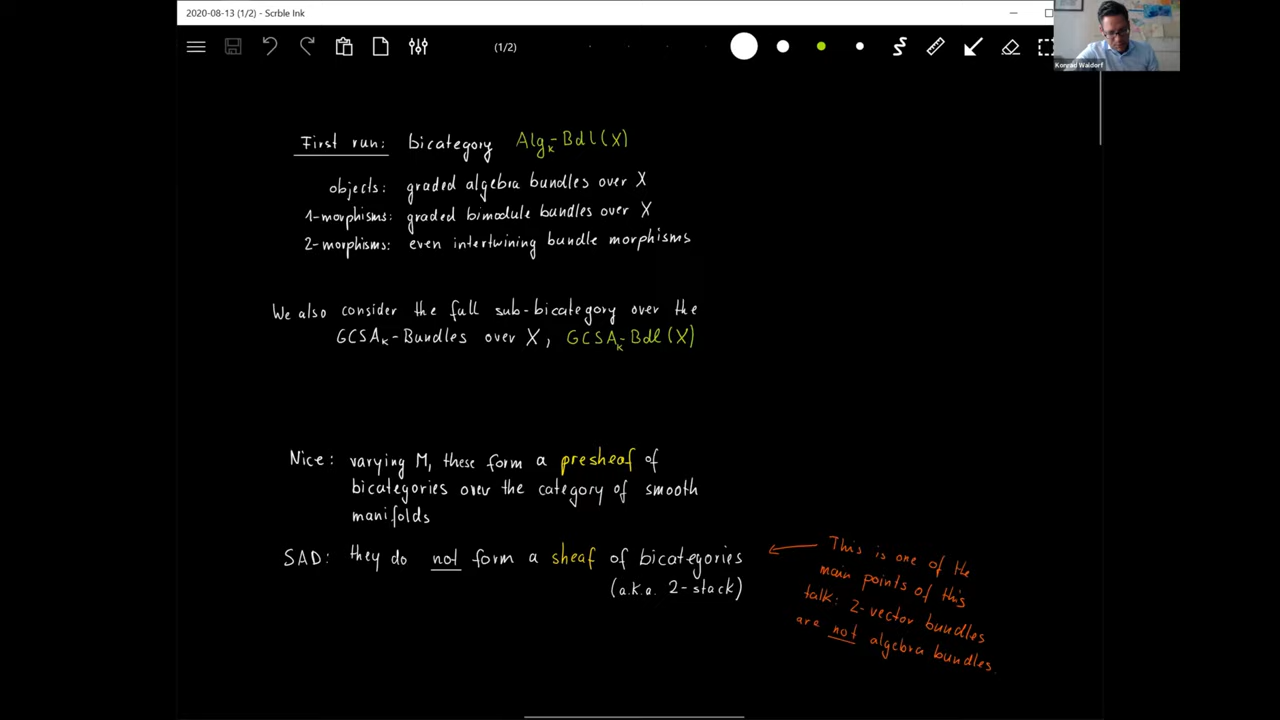 2020-08-13 (1/2) - Scrble Ink
(1/2)
Konrad Waldorf
First run: bicategory Alg_k-Bdl(X)
objects: graded algebra bundles over X
1-morphisms: graded bimodule bundles over X
2-morphisms: even intertwining bundle morphisms
We also consider the full sub-bicategory over the
GCSA_k-Bundles over X, GCSA_k-Bdl(X)
Nice: varying M, these form a presheaf of
bicategories over the category of smooth
manifolds
SAD: they do not form a sheaf of bicategories
(a.k.a. 2-stack)
This is one of the
main points of this
talk: 2-vector bundles
are not algebra bundles.